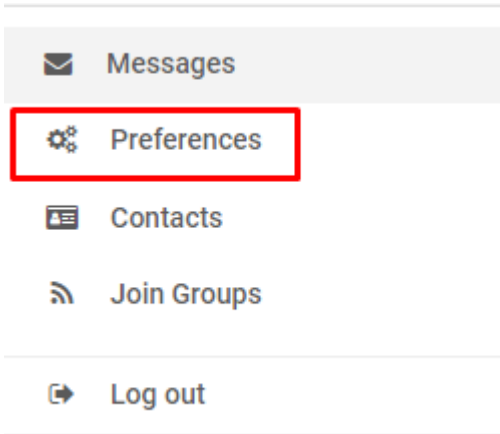 Messages
Preferences
Contacts
Join Groups
Log out